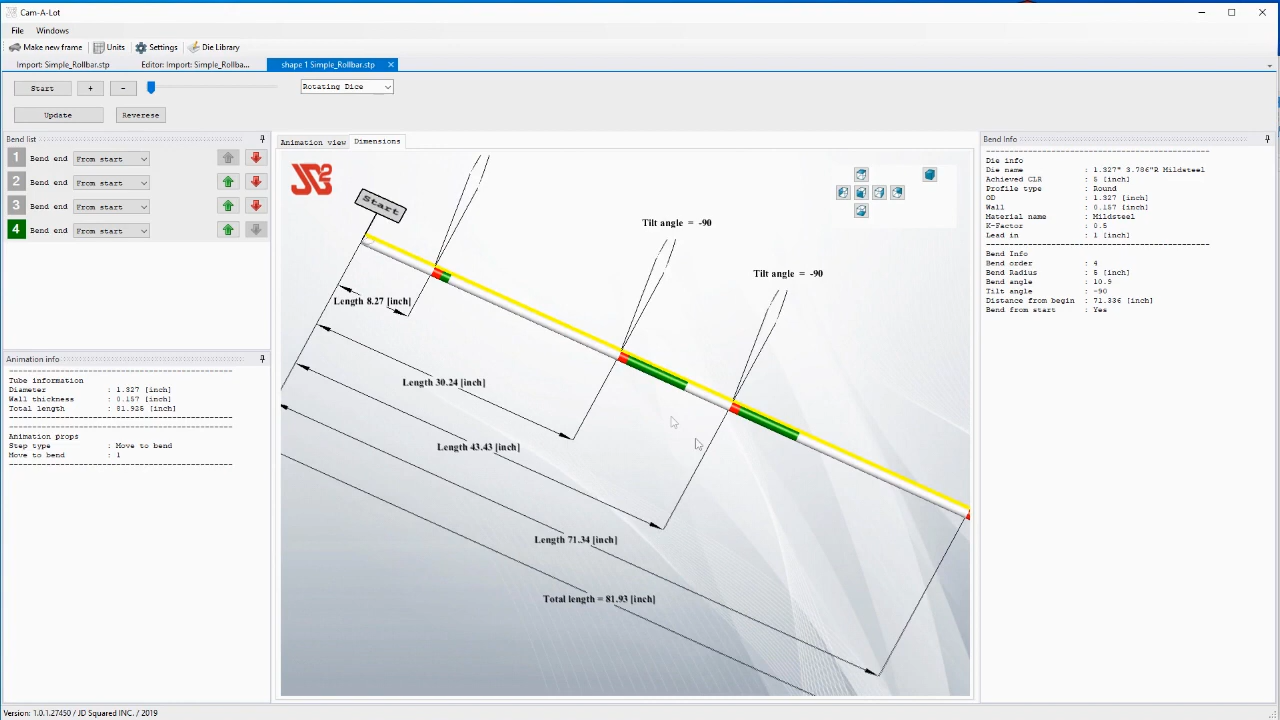 Cam-A-Lot
File Windows
Make new frame Units Settings Die Library
Import: Simple_Rollbar.stp Editor: Import: Simple_Rollba... shape 1 Simple_Rollbar.stp
Start + - Rotating Dice
Update Reverese
Bend list
1 Bend end From start
2 Bend end From start
3 Bend end From start
4 Bend end From start
Animation info
Tube information
Diameter : 1.327 [inch]
Wall thickness : 0.157 [inch]
Total length : 81.925 [inch]
Animation props
Step type : Move to bend
Move to bend : 1
Animation view Dimensions
Start
Tilt angle = -90
Tilt angle = -90
Length 8.27 [inch]
Length 30.24 [inch]
Length 43.43 [inch]
Length 71.34 [inch]
Total length = 81.93 [inch]
Bend Info
Die info
Die name : 1.327" 3.786"R Mildsteel
Achieved CLR : 5 [inch]
Profile type : Round
OD : 1.327 [inch]
Wall : 0.157 [inch]
Material name : Mildsteel
K-Factor : 0.5
Lead in : 1 [inch]
Bend Info
Bend order : 4
Bend Radius : 5 [inch]
Bend angle : 10.9
Tilt angle : -90
Distance from begin : 71.336 [inch]
Bend from start : Yes
Version: 1.0.1.27450 / JD Squared INC. / 2019